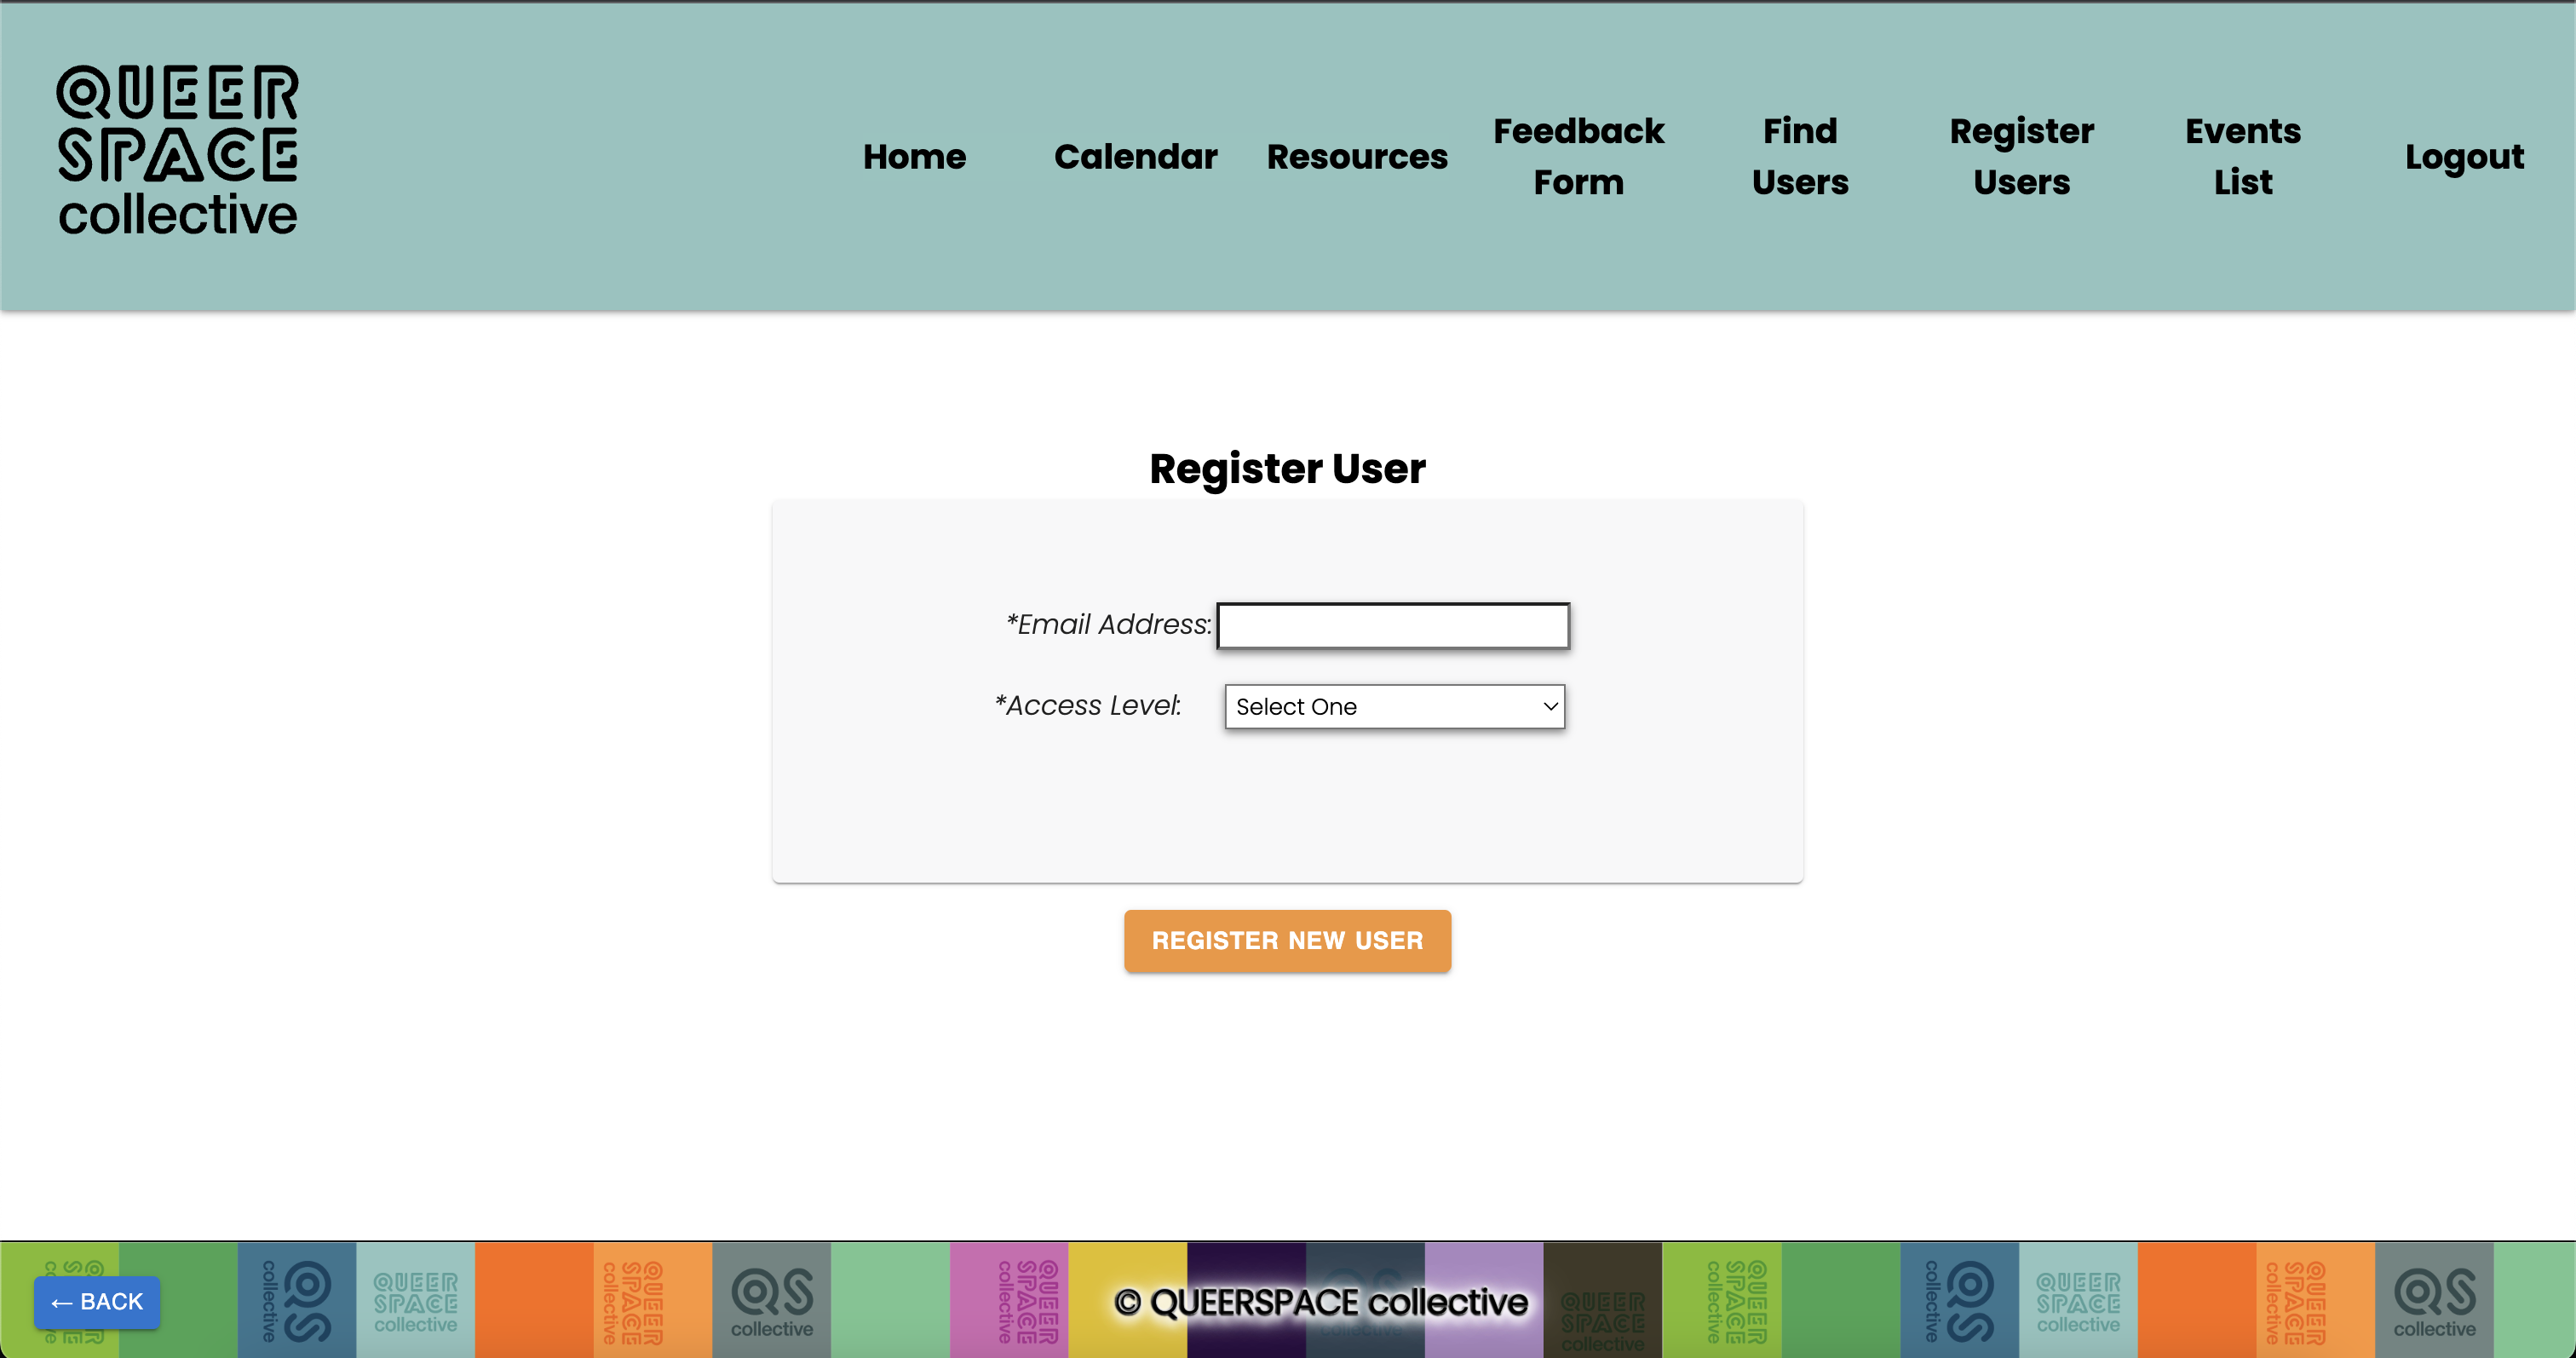 QUEER
SPACE
collective
Home
Calendar
Resources
Feedback
Form
Find
Users
Register
Users
Events
List
Logout
Register User
*Email Address:
*Access Level:
Select One
REGISTER NEW USER
← BACK
QS
collective
QUEER
SPACE
collective
QUEER
SPACE
collective
QS
collective
QUEER
SPACE
collective
© QUEERSPACE collective
QUEER
SPACE
collective
QUEER
SPACE
collective
QS
collective
QUEER
SPACE
collective
QUEER
SPACE
collective
QS
collective